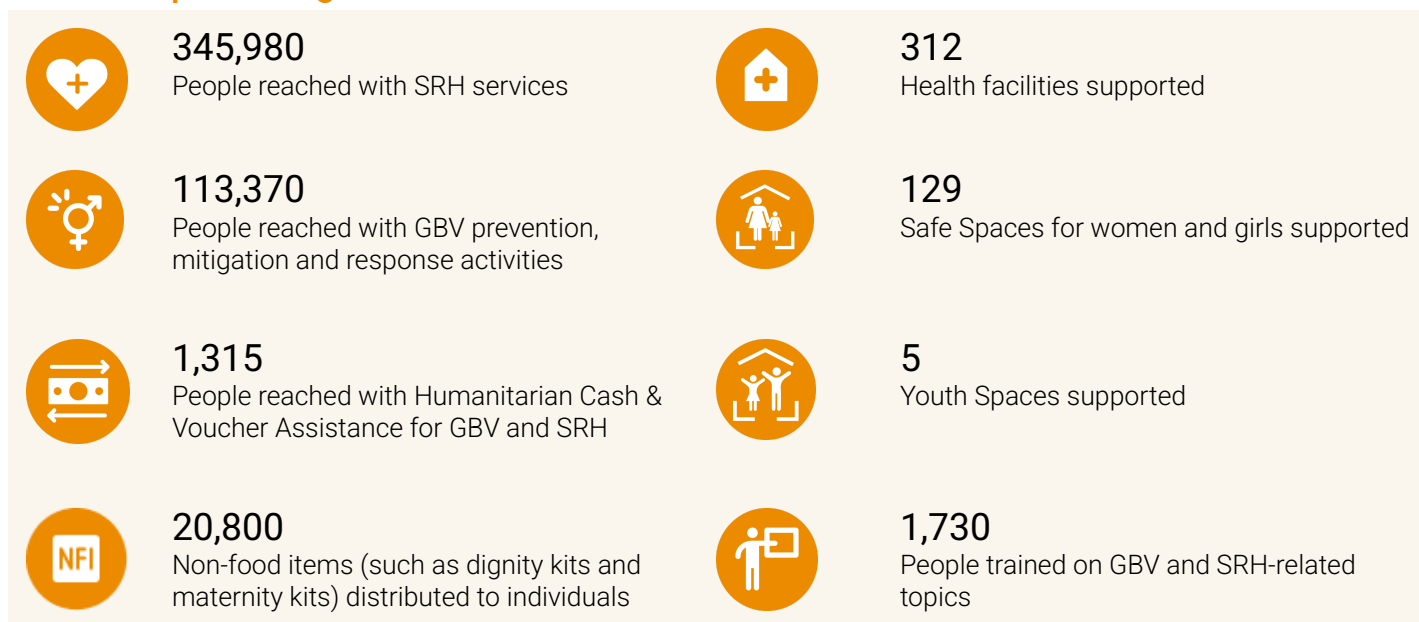 345,980
People reached with SRH services
312
Health facilities supported
113,370
People reached with GBV prevention,
mitigation and response activities
129
Safe Spaces for women and girls supported
1,315
People reached with Humanitarian Cash &
Voucher Assistance for GBV and SRH
5
Youth Spaces supported
NFI
20,800
Non-food items (such as dignity kits and
maternity kits) distributed to individuals
1,730
People trained on GBV and SRH-related
topics